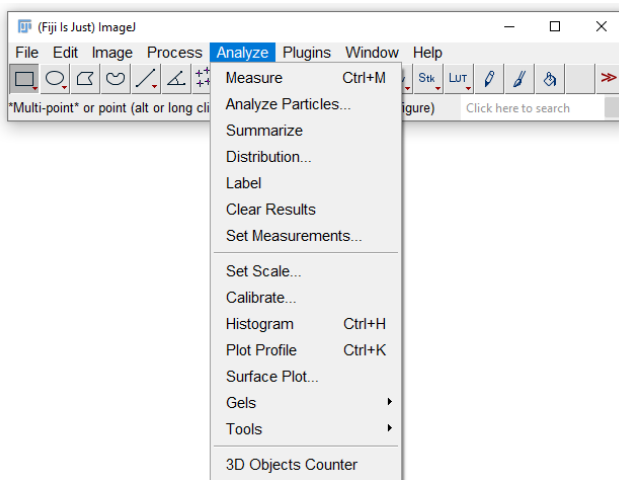 (Fiji Is Just) ImageJ
File Edit Image Process Analyze Plugins Window Help
Stk LUT
*Multi-point* or point (alt or long cli igure) Click here to search
Measure Ctrl+M
Analyze Particles...
Summarize
Distribution...
Label
Clear Results
Set Measurements...
Set Scale...
Calibrate...
Histogram Ctrl+H
Plot Profile Ctrl+K
Surface Plot...
Gels
Tools
3D Objects Counter